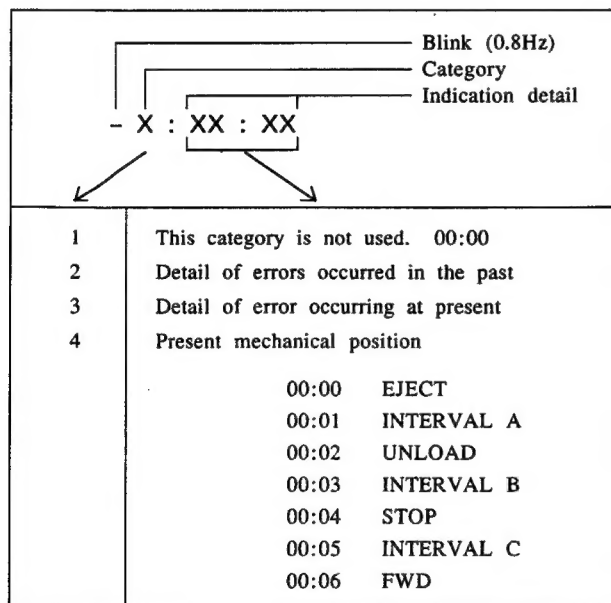 Blink (0.8Hz)
Category
Indication detail
– X : XX : XX
1 This category is not used. 00:00
2 Detail of errors occurred in the past
3 Detail of error occurring at present
4 Present mechanical position
00:00 EJECT
00:01 INTERVAL A
00:02 UNLOAD
00:03 INTERVAL B
00:04 STOP
00:05 INTERVAL C
00:06 FWD